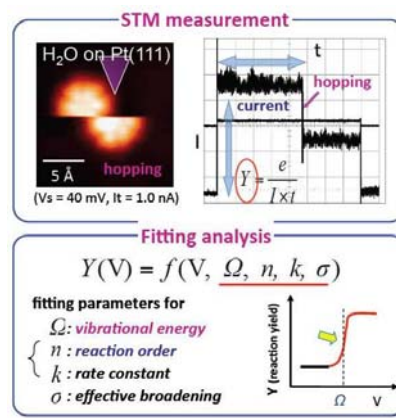 STM measurement
H₂O on Pt(111)
hopping
5 Å
(Vs = 40 mV, It = 1.0 nA)
t
hopping
current
I
Y = e / I×t
Fitting analysis
Y(V) = f(V, Ω, n, k, σ)
fitting parameters for
Ω: vibrational energy
n : reaction order
k : rate constant
σ : effective broadening
Y (reaction yield)
Ω
V